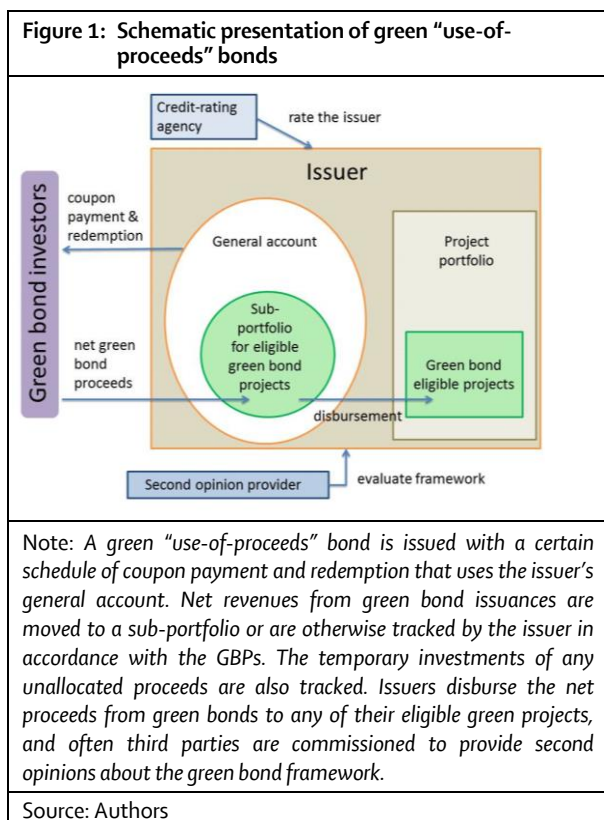 Figure 1: Schematic presentation of green “use-of-
proceeds” bonds
Credit-rating
agency
rate the issuer
Issuer
Green bond investors
coupon
payment &
redemption
General account
Project
portfolio
Sub-
portfolio
for eligible
green bond
projects
net green
bond
proceeds
Green bond
eligible projects
disbursement
Second opinion provider
evaluate framework
Note: A green “use-of-proceeds” bond is issued with a certain
schedule of coupon payment and redemption that uses the issuer’s
general account. Net revenues from green bond issuances are
moved to a sub-portfolio or are otherwise tracked by the issuer in
accordance with the GBPs. The temporary investments of any
unallocated proceeds are also tracked. Issuers disburse the net
proceeds from green bonds to any of their eligible green projects,
and often third parties are commissioned to provide second
opinions about the green bond framework.
Source: Authors